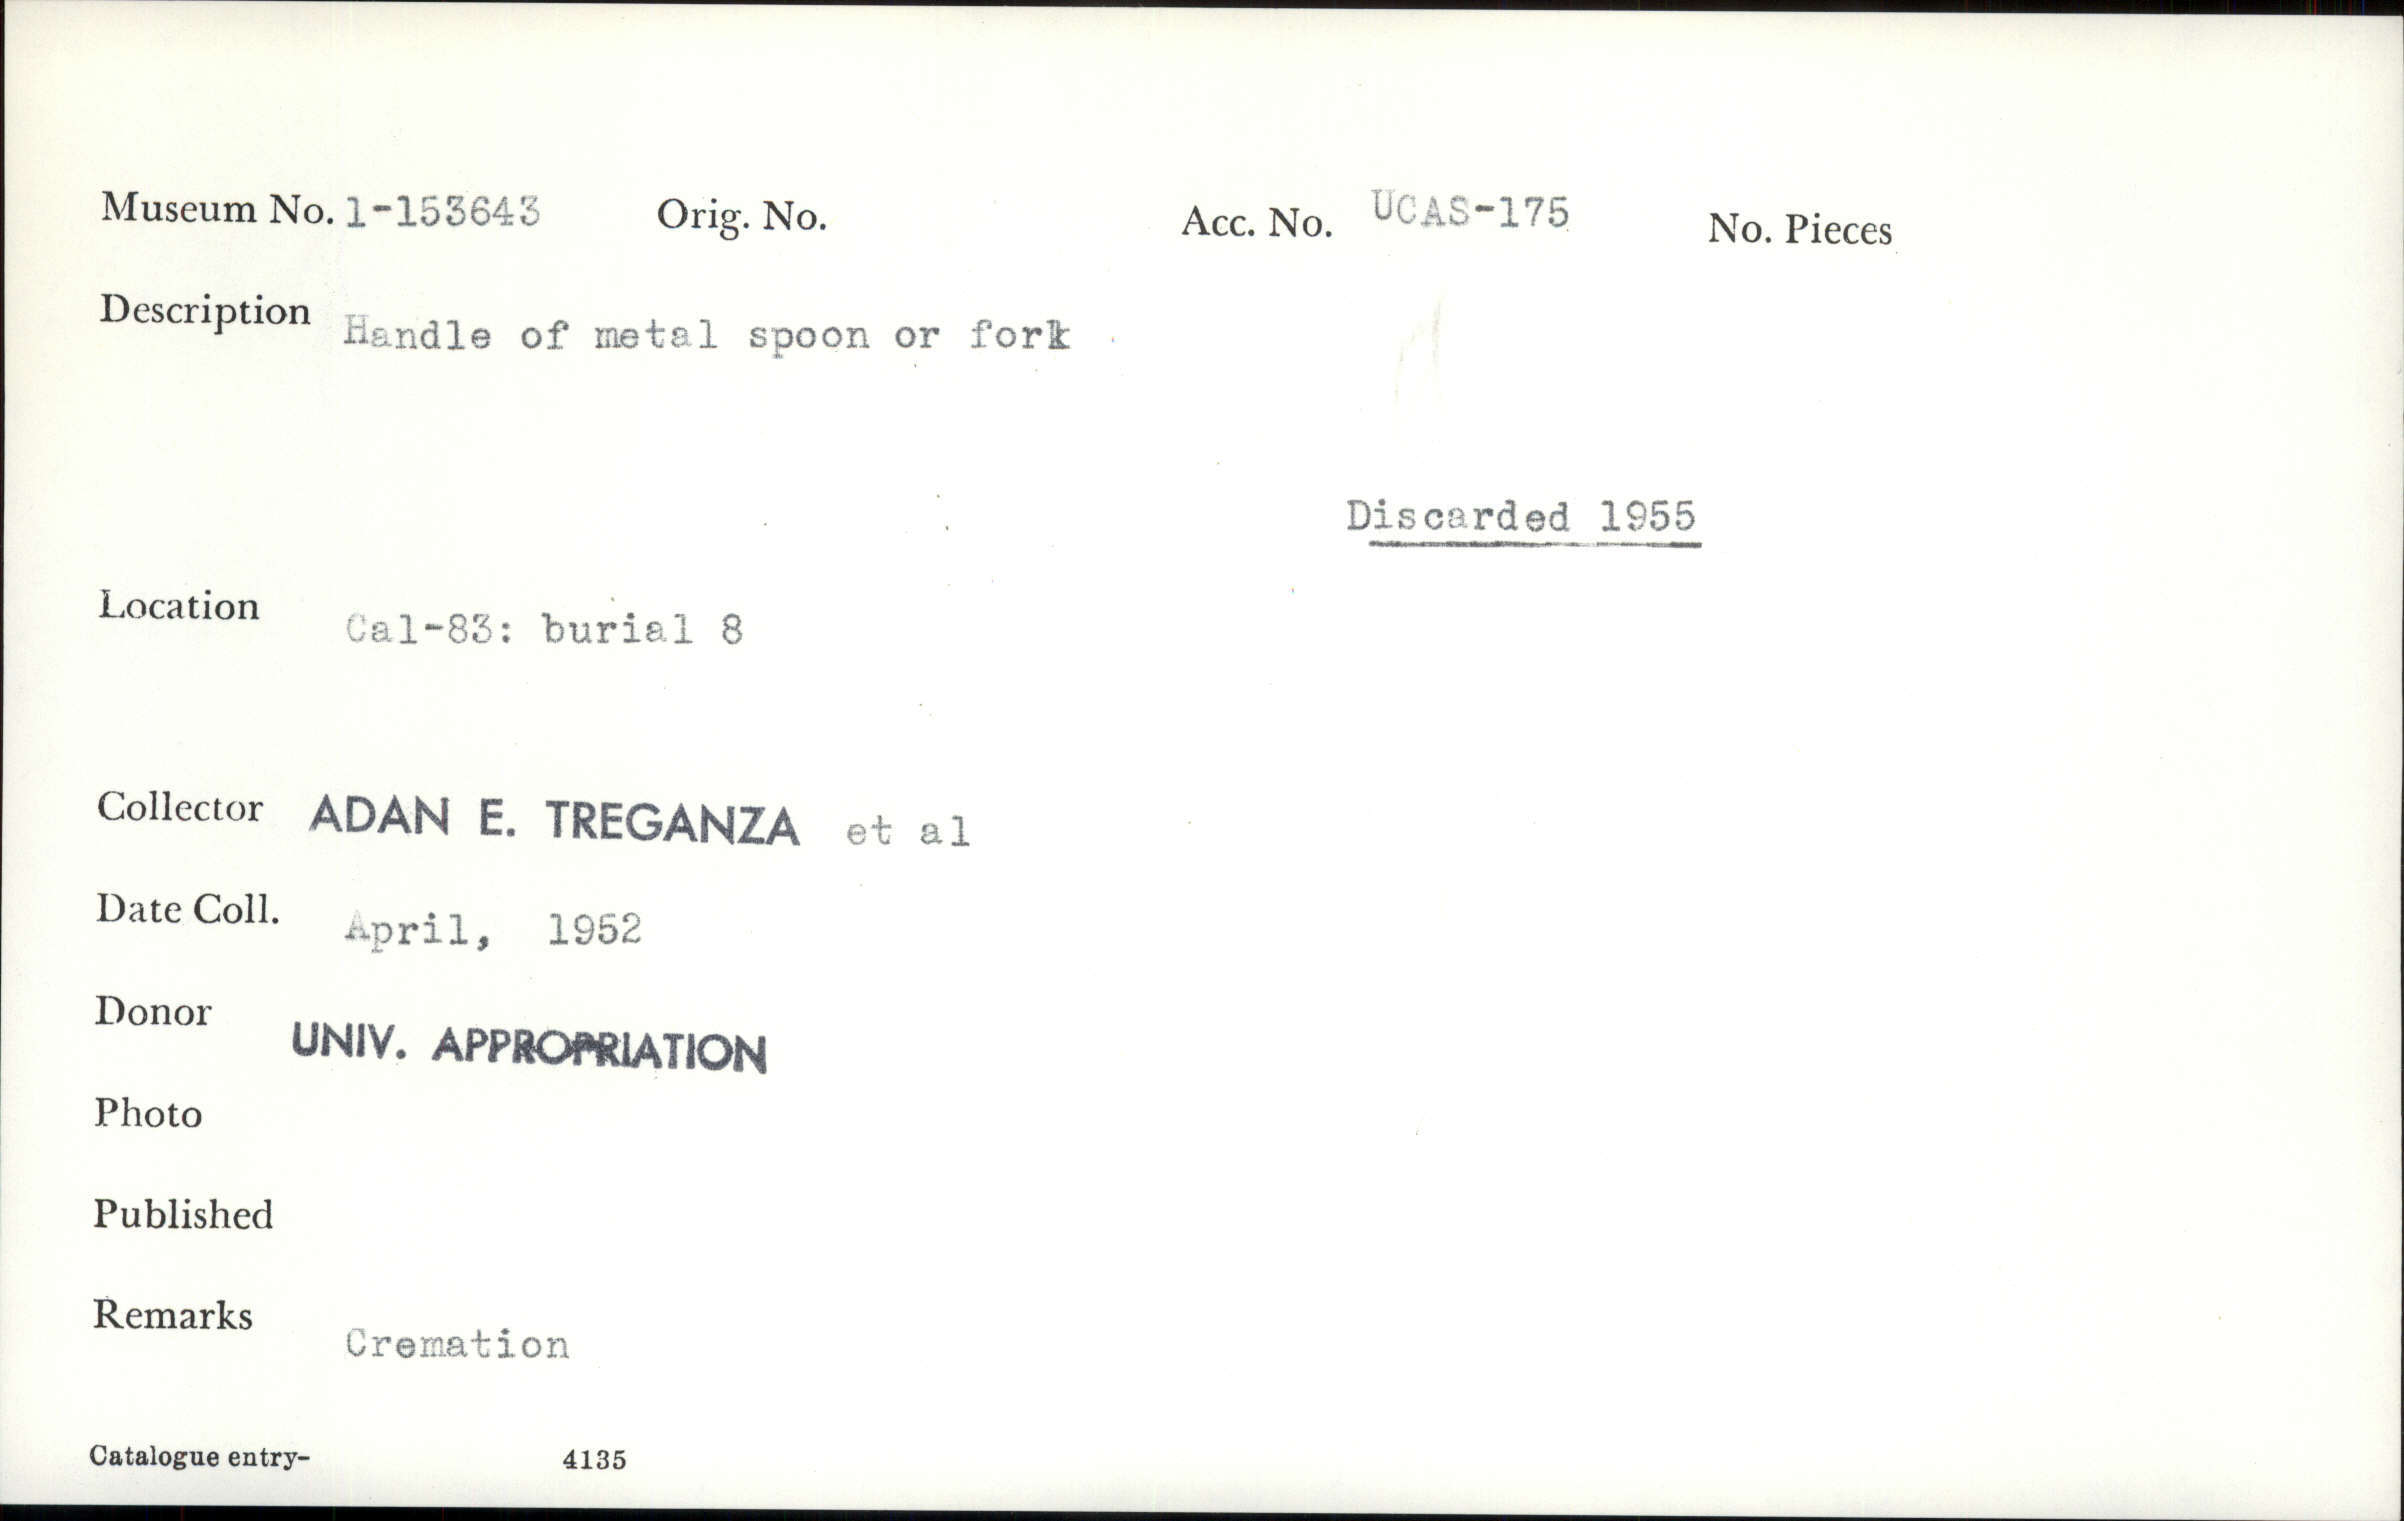 Museum No. 1-153643 Orig. No. Acc. No. UCAS-175 No. Pieces
Description Handle of metal spoon or fork
Discarded 1955
Location Cal-83: burial 8
Collector ADAN E. TREGANZA et al
Date Coll. April, 1952
Donor UNIV. APPROPRIATION
Photo
Published
Remarks Cremation
Catalogue entry- 4135